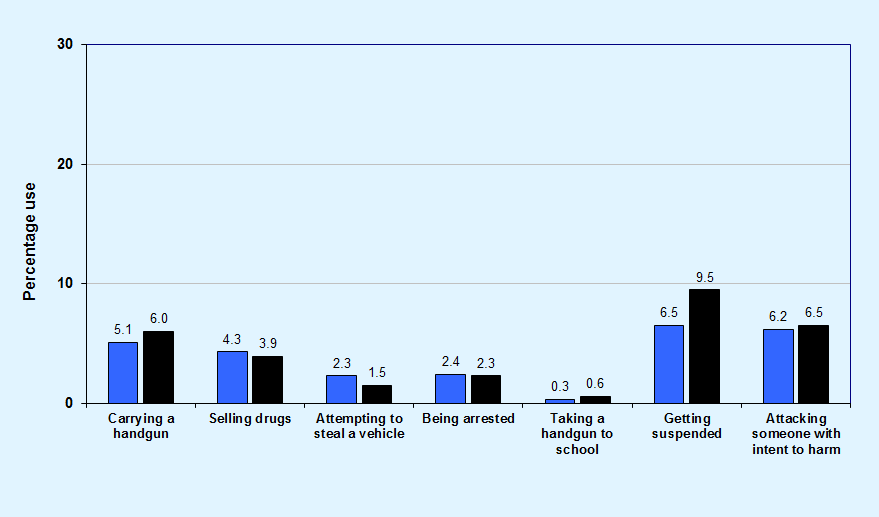 30
20
10
0
Percentage use
5.1
6.0
4.3
3.9
2.3
1.5
2.4
2.3
0.3
0.6
6.5
9.5
6.2
6.5
Carrying a
handgun
Selling drugs
Attempting to
steal a vehicle
Being arrested
Taking a
handgun to
school
Getting
suspended
Attacking
someone with
intent to harm